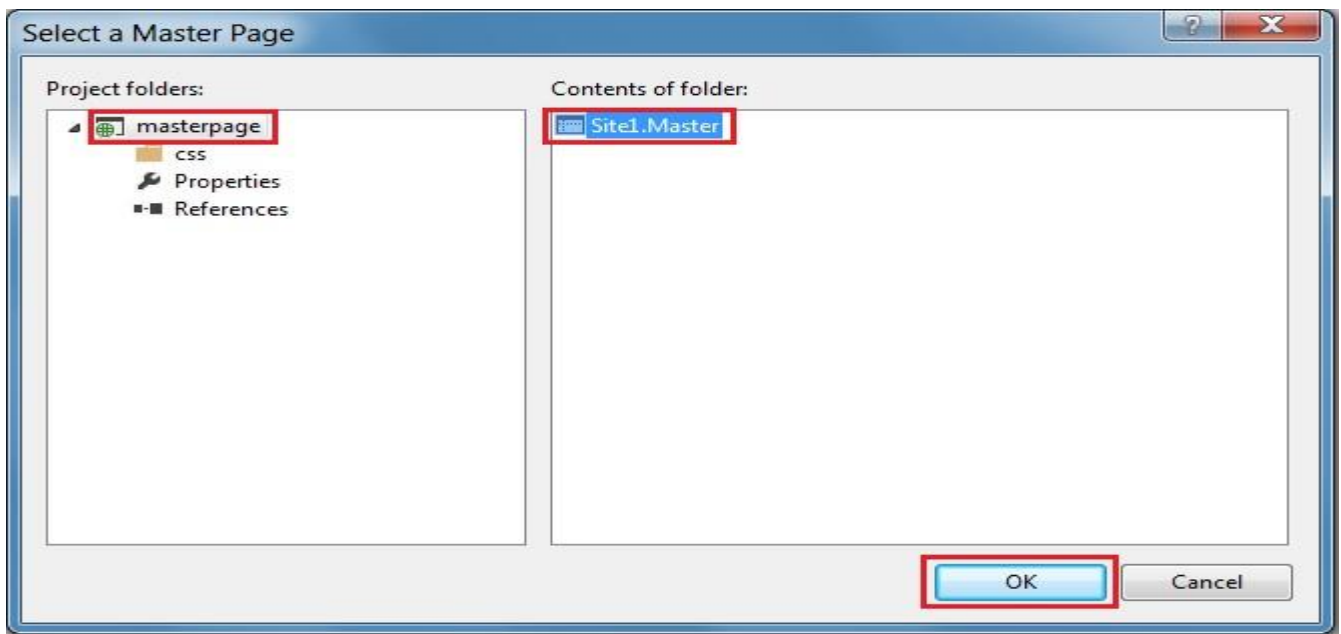 Select a Master Page
Project folders:
Contents of folder:
masterpage
css
Properties
References
Site1.Master
OK
Cancel